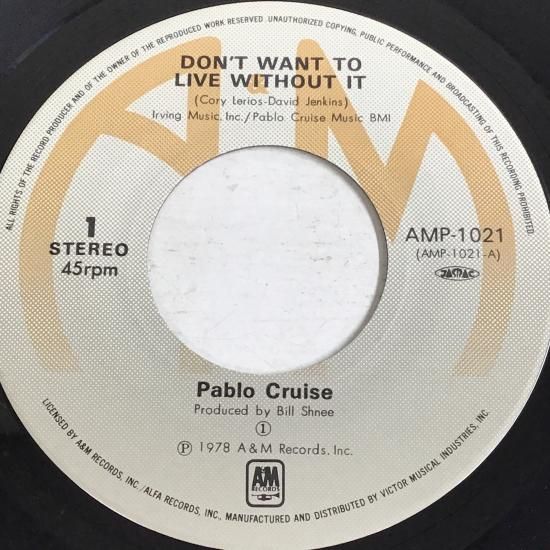 ALL RIGHTS OF THE RECORD PRODUCER AND OF THE OWNER OF THE REPRODUCED WORK RESERVED. UNAUTHORIZED COPYING, PUBLIC PERFORMANCE AND BROADCASTING OF THIS RECORDING PROHIBITED.
DON'T WANT TO
LIVE WITHOUT IT
(Cory Lerios-David Jenkins)
Irving Music, Inc./Pablo Cruise Music BMI
1
STEREO
45rpm
AMP-1021
(AMP-1021-A)
JASRAC
Pablo Cruise
Produced by Bill Shnee
①
Ⓟ 1978 A & M Records, Inc.
A&M
RECORDS
LICENSED BY A&M RECORDS, INC./ALFA RECORDS, INC., MANUFACTURED AND DISTRIBUTED BY VICTOR MUSICAL INDUSTRIES, INC.